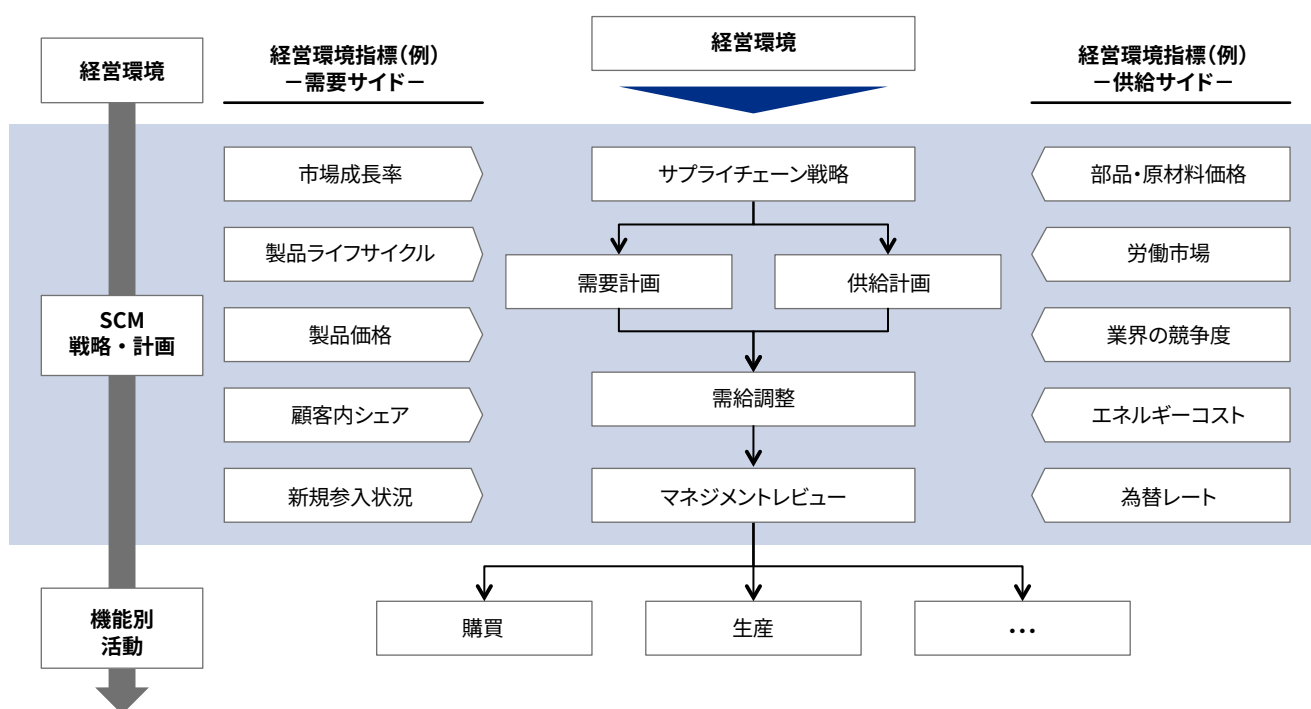 経営環境
経営環境指標（例）
－需要サイド－
経営環境
経営環境指標（例）
－供給サイド－
市場成長率
サプライチェーン戦略
部品・原材料価格
製品ライフサイクル
需要計画
供給計画
労働市場
SCM
戦略・計画
製品価格
業界の競争度
顧客内シェア
需給調整
エネルギーコスト
新規参入状況
マネジメントレビュー
為替レート
機能別
活動
購買
生産
…